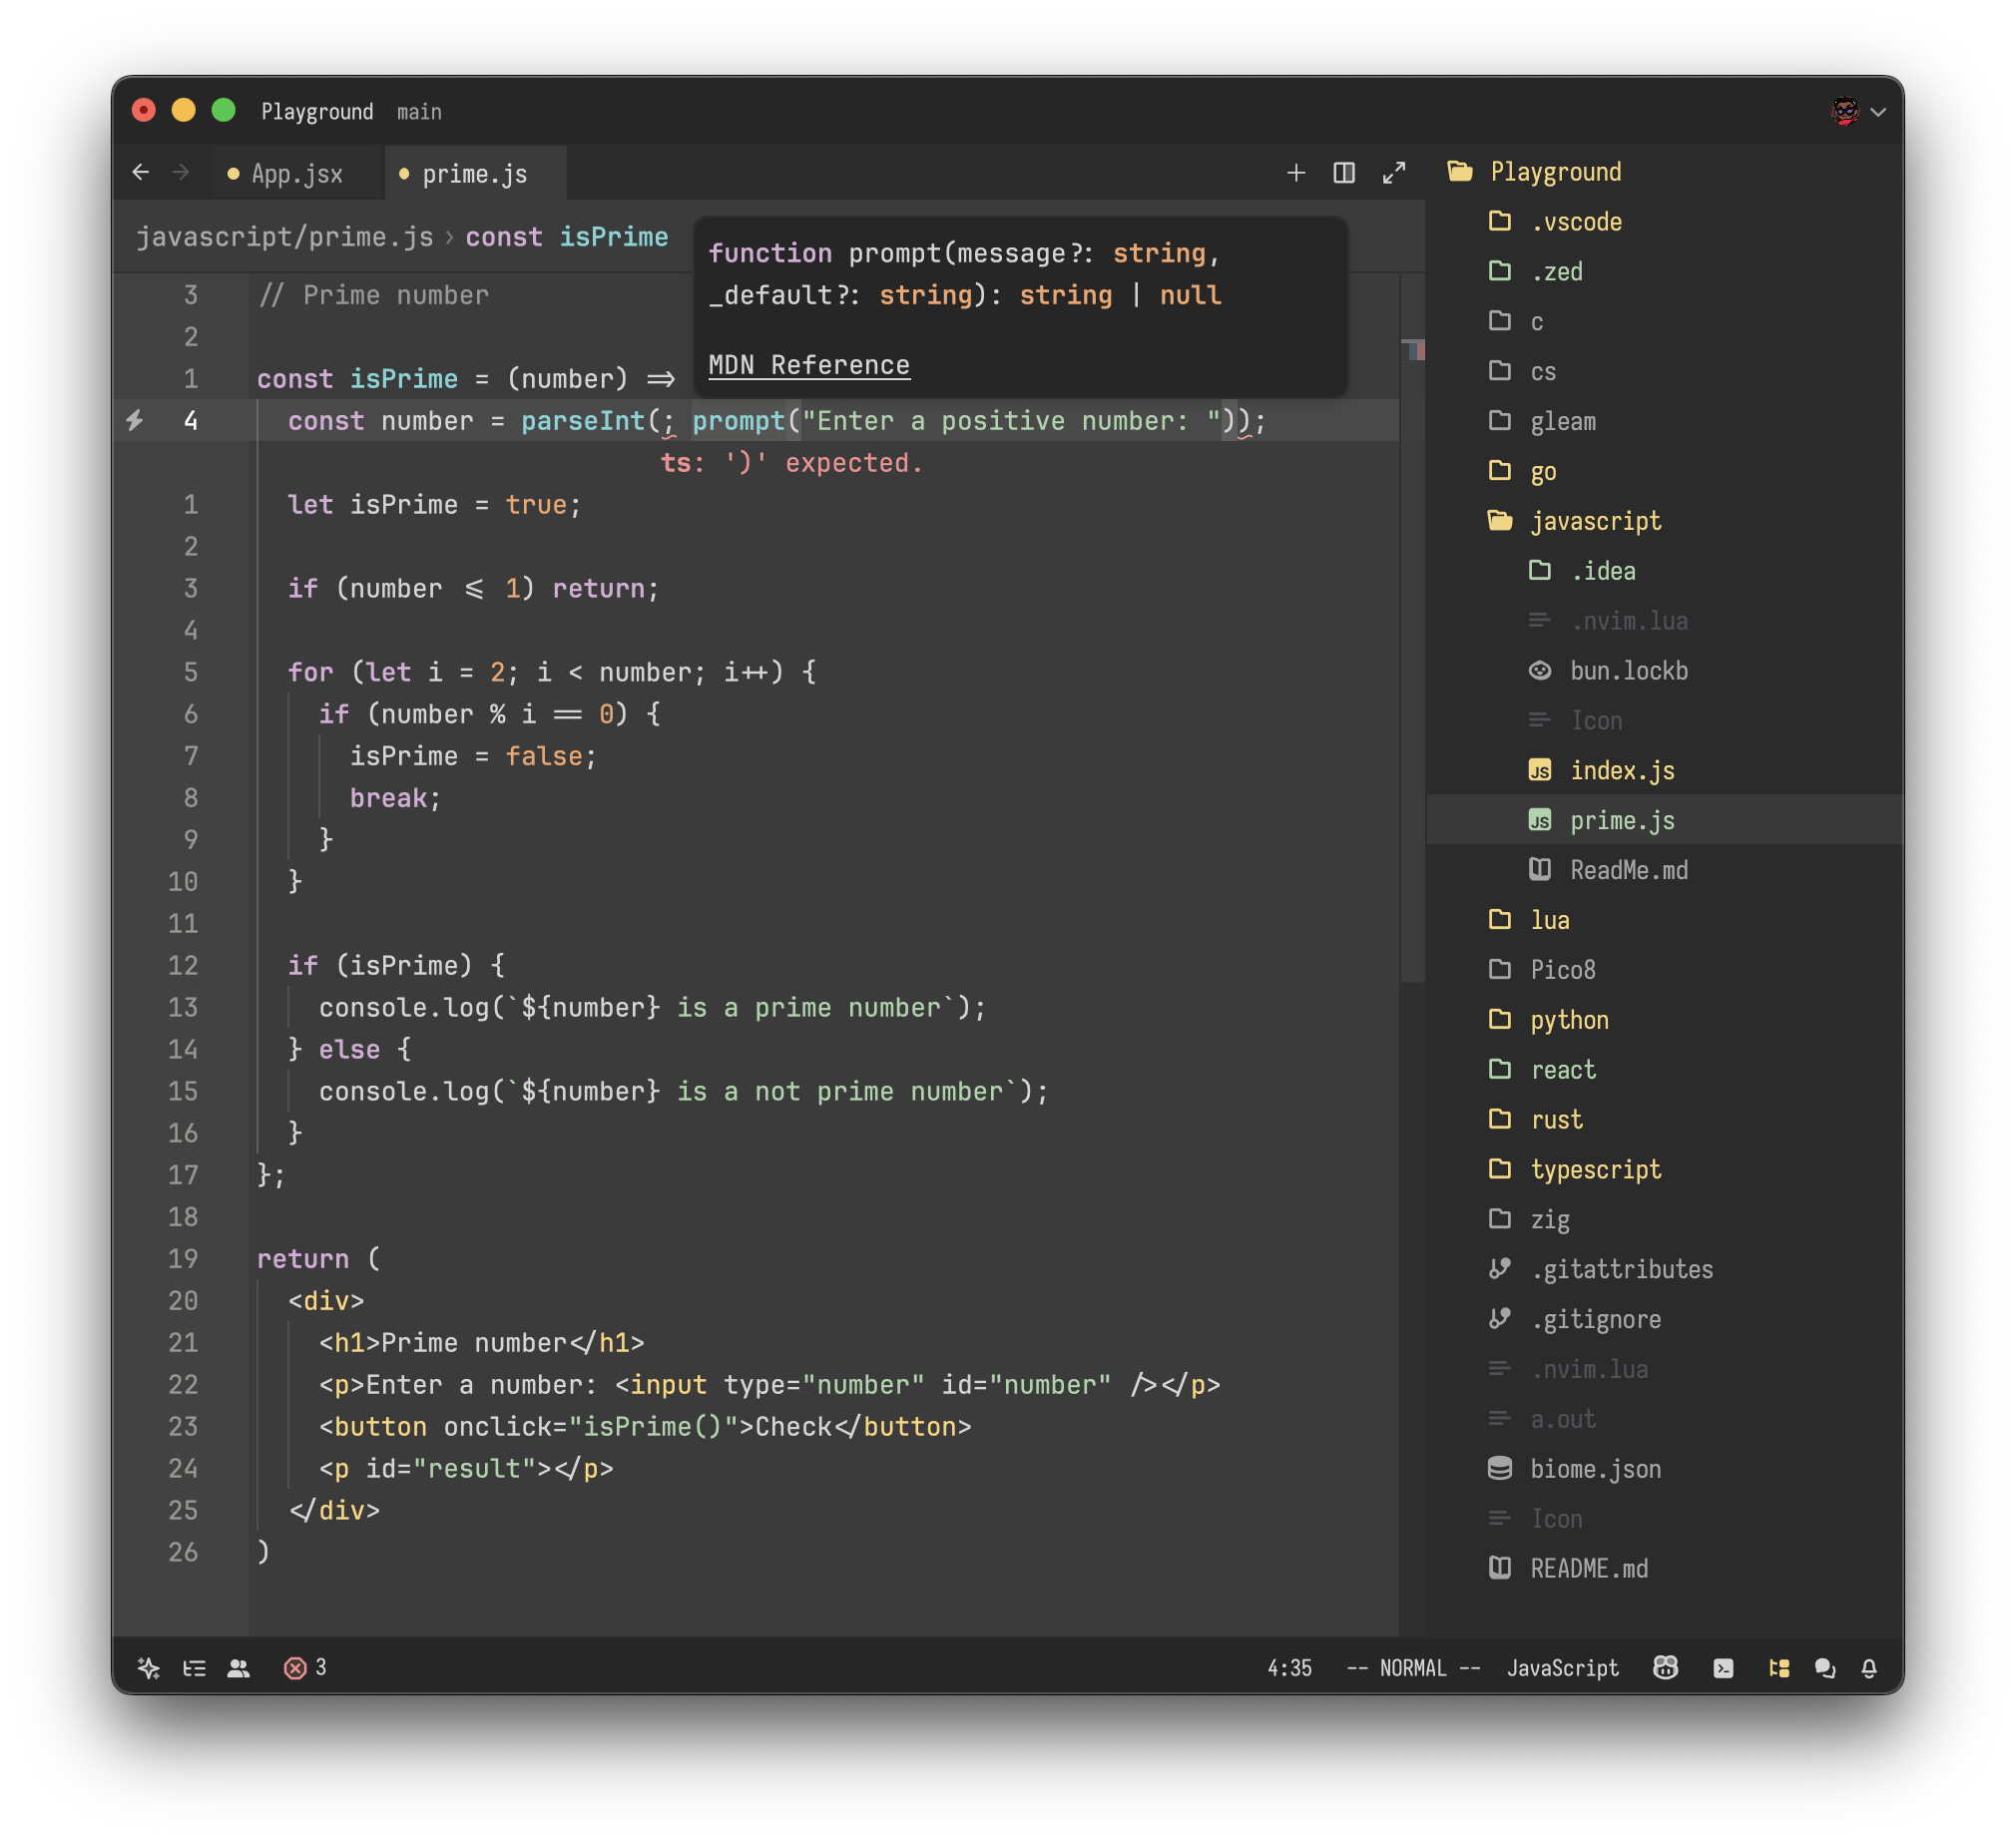 Playground main
App.jsx
prime.js
javascript/prime.js › const isPrime
function prompt(message?: string,
_default?: string): string | null
MDN Reference
3 // Prime number
2
1 const isPrime = (number) =>
4 const number = parseInt(; prompt("Enter a positive number: "));
ts: ')' expected.
1 let isPrime = true;
2
3 if (number <= 1) return;
4
5 for (let i = 2; i < number; i++) {
6 if (number % i == 0) {
7 isPrime = false;
8 break;
9 }
10 }
11
12 if (isPrime) {
13 console.log(`${number} is a prime number`);
14 } else {
15 console.log(`${number} is a not prime number`);
16 }
17 };
18
19 return (
20 <div>
21 <h1>Prime number</h1>
22 <p>Enter a number: <input type="number" id="number" /></p>
23 <button onclick="isPrime()">Check</button>
24 <p id="result"></p>
25 </div>
26 )
Playground
.vscode
.zed
c
cs
gleam
go
javascript
.idea
.nvim.lua
bun.lockb
Icon
JS index.js
JS prime.js
ReadMe.md
lua
Pico8
python
react
rust
typescript
zig
.gitattributes
.gitignore
.nvim.lua
a.out
biome.json
Icon
README.md
3
4:35 -- NORMAL -- JavaScript